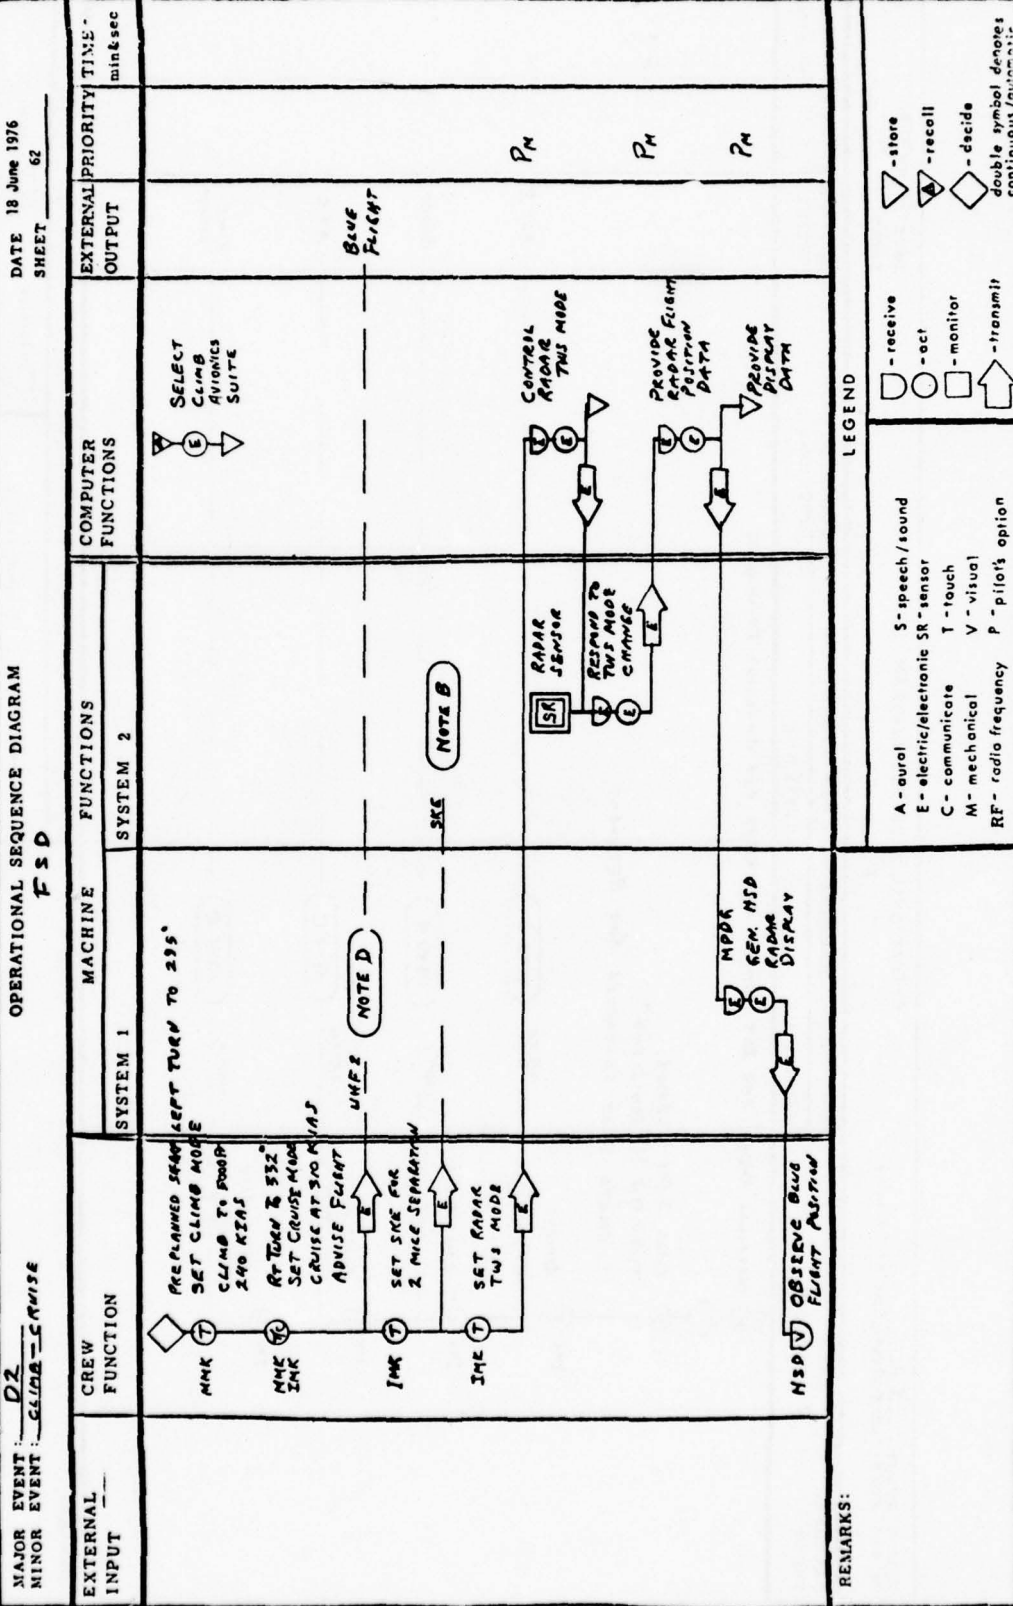 OPERATIONAL SEQUENCE DIAGRAM
FSD
MAJOR EVENT: D2
MINOR EVENT: CLIMB-CRUISE
DATE 18 June 1976
SHEET 62
EXTERNAL INPUT
CREW FUNCTION
MACHINE FUNCTIONS
SYSTEM 1
SYSTEM 2
COMPUTER FUNCTIONS
EXTERNAL OUTPUT
PRIORITY
TIME - min&sec
PREPLANNED LEFT TURN TO 295°
MMK T SET CLIMB MODE
CLIMB TO
240 KIAS
MMK
IMK
T/C
RT TURN TO 332°
SET CRUISE MODE
CRUISE AT 310 KIAS
ADVISE FLIGHT
E
UHF2
NOTE D
BLUE
FLIGHT
IMK T SET SKE FOR
2 MILE SEPARATION
E
SKE
NOTE B
IMK T SET RADAR
TWS MODE
E
SELECT
CLIMB
AVIONICS
SUITE
A
E
CONTROL
RADAR
TWS MODE
E
E
E
PM
SR
RADAR
SENSOR
RESPOND TO
TWS MODE
CHANGE
E
E
E
PROVIDE
RADAR FLIGHT
POSITION
DATA
E
E
E
PM
PROVIDE
DISPLAY
DATA
PM
MPDG
GEN. HSD
RADAR
DISPLAY
E
E
E
HSD V OBSERVE BLUE
FLIGHT POSITION
REMARKS:
LEGEND
A - aural
E - electric/electronic
C - communicate
M - mechanical
RF - radio frequency
S - speech/sound
SR - sensor
T - touch
V - visual
P - pilot's option
- receive
- act
- monitor
- transmit
- store
A - recall
- decide
double symbol denotes
continuous/automatic